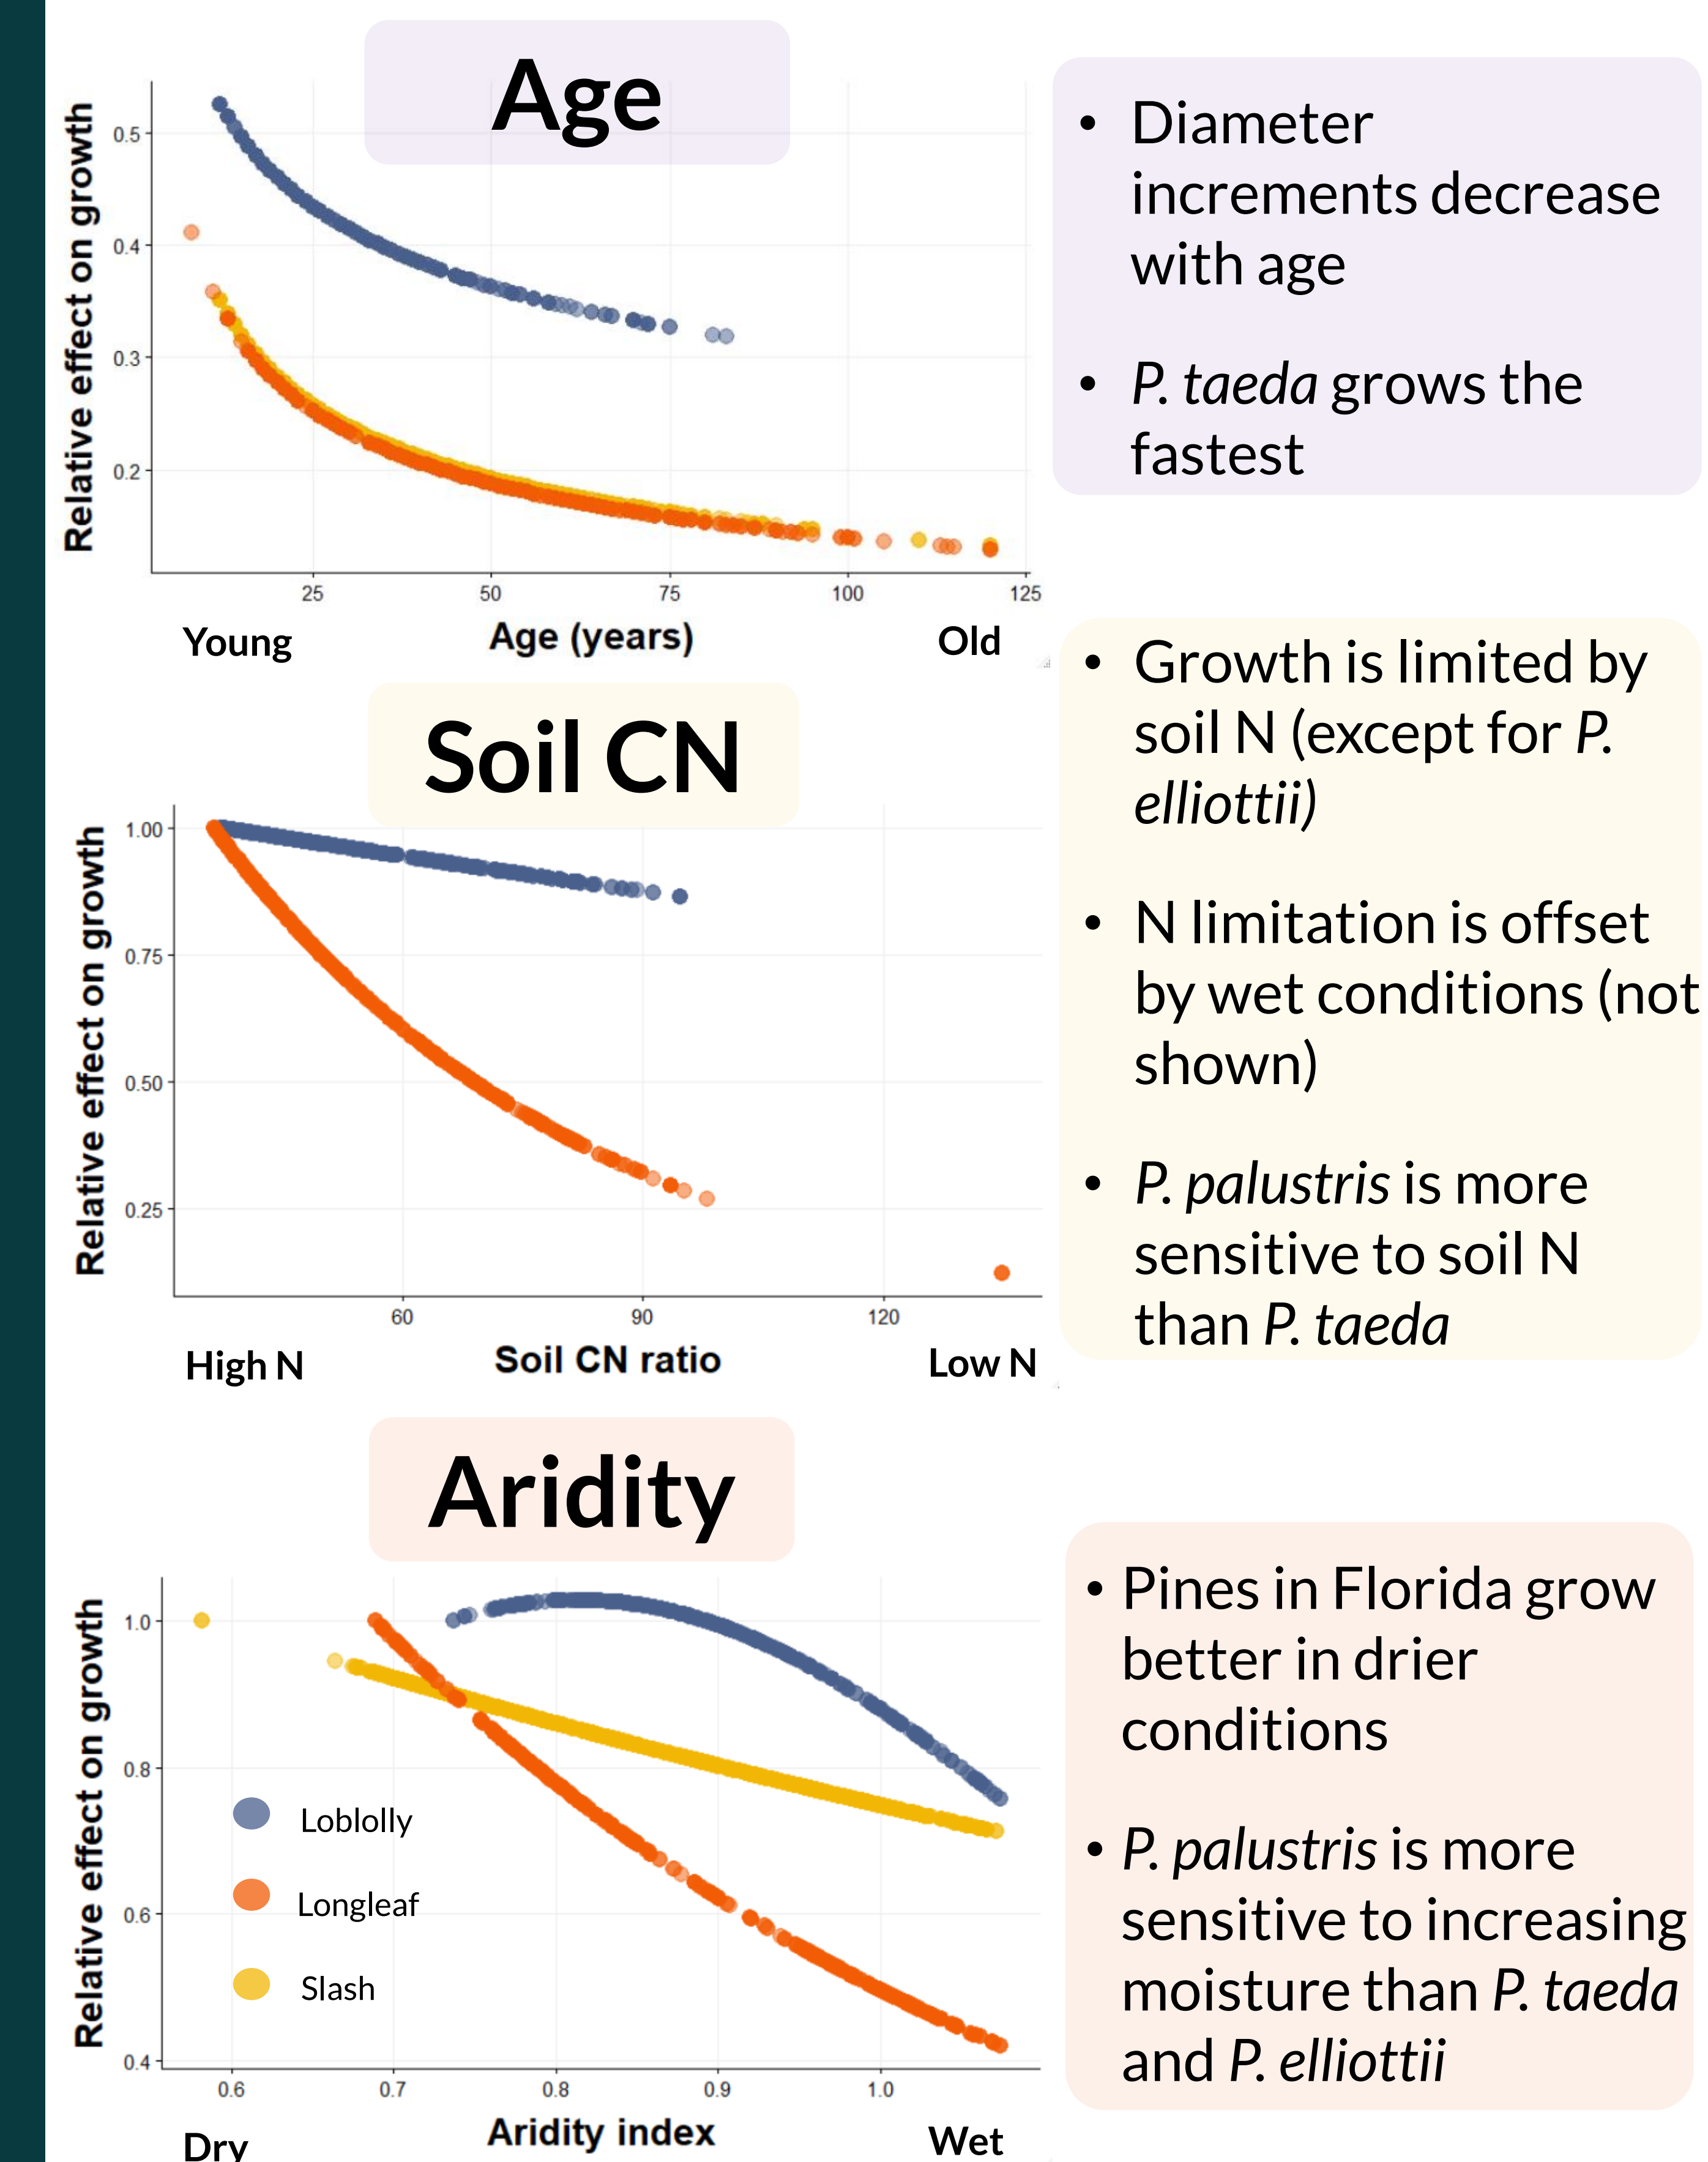 Age
Relative effect on growth
0.5
0.4
0.3
0.2
25 50 75 100 125
Young Age (years) Old
• Diameter
increments decrease
with age
• P. taeda grows the
fastest
Soil CN
Relative effect on growth
1.00
0.75
0.50
0.25
60 90 120
High N Soil CN ratio Low N
• Growth is limited by
soil N (except for P.
elliottii)
• N limitation is offset
by wet conditions (not
shown)
• P. palustris is more
sensitive to soil N
than P. taeda
Aridity
Relative effect on growth
1.0
0.8
0.6
0.4
Loblolly
Longleaf
Slash
0.6 0.7 0.8 0.9 1.0
Dry Aridity index Wet
• Pines in Florida grow
better in drier
conditions
• P. palustris is more
sensitive to increasing
moisture than P. taeda
and P. elliottii